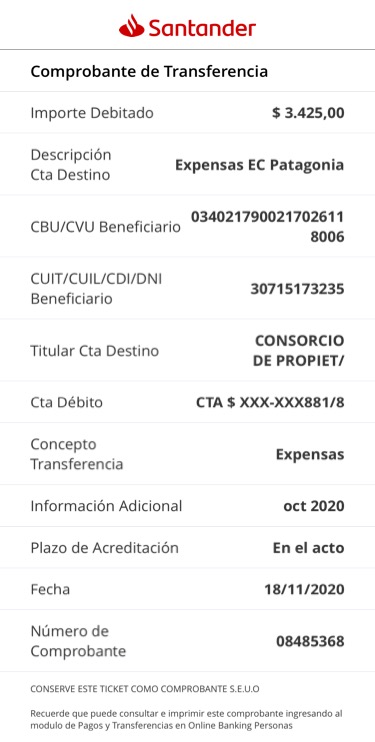 Santander
Comprobante de Transferencia
Importe Debitado $ 3.425,00
Descripción
Cta Destino Expensas EC Patagonia
CBU/CVU Beneficiario 034021790021702611
8006
CUIT/CUIL/CDI/DNI
Beneficiario 30715173235
Titular Cta Destino CONSORCIO
DE PROPIET/
Cta Débito CTA $ XXX-XXX881/8
Concepto
Transferencia Expensas
Información Adicional oct 2020
Plazo de Acreditación En el acto
Fecha 18/11/2020
Número de
Comprobante 08485368
CONSERVE ESTE TICKET COMO COMPROBANTE S.E.U.O
Recuerde que puede consultar e imprimir este comprobante ingresando al
modulo de Pagos y Transferencias en Online Banking Personas